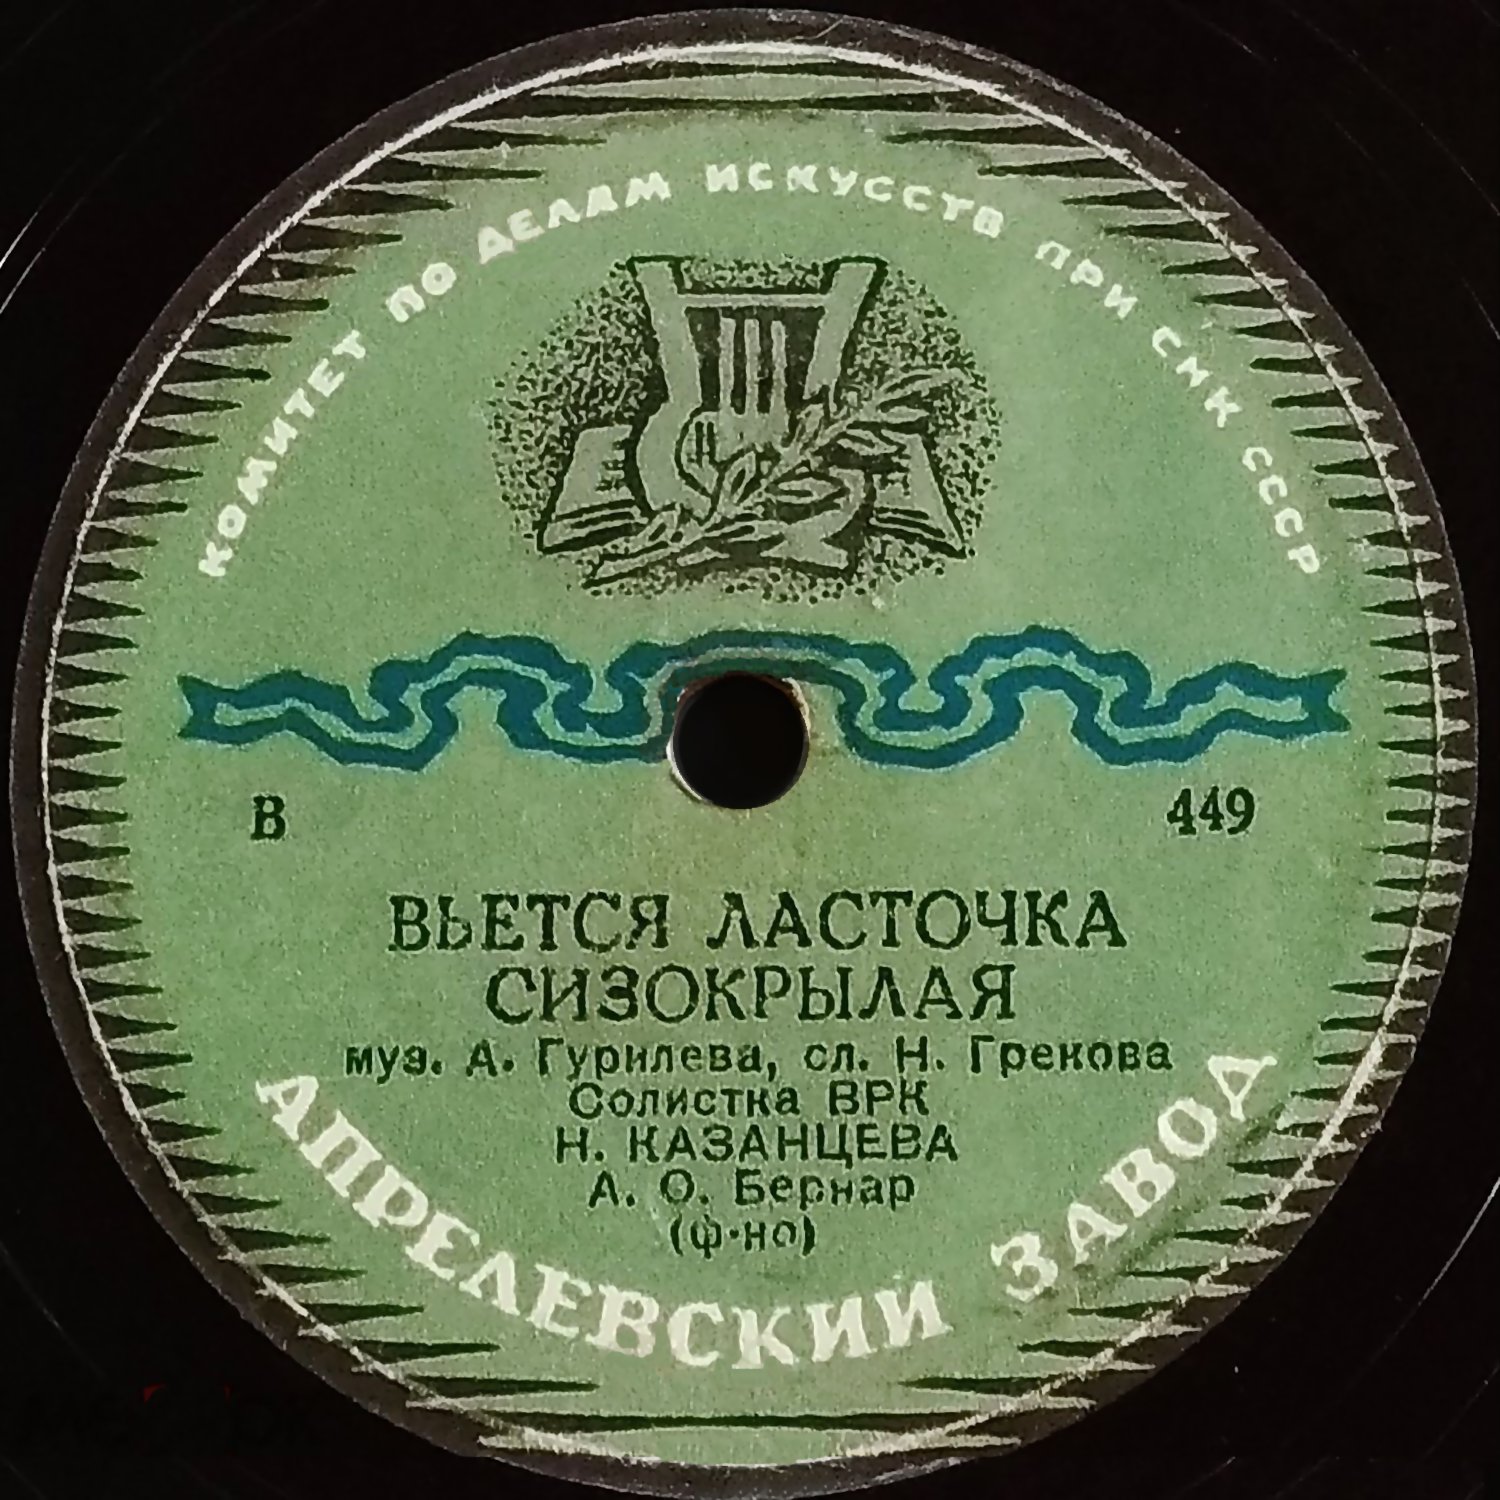 КОМИТЕТ ПО ДЕЛАМ ИСКУССТВ ПРИ СНК СССР
В 449
ВЬЕТСЯ ЛАСТОЧКА
СИЗОКРЫЛАЯ
муз. А. Гурилева, сл. Н. Грекова
Солистка ВРК
Н. КАЗАНЦЕВА
А. О. Бернар
(ф-но)
АПРЕЛЕВСКИЙ ЗАВОД